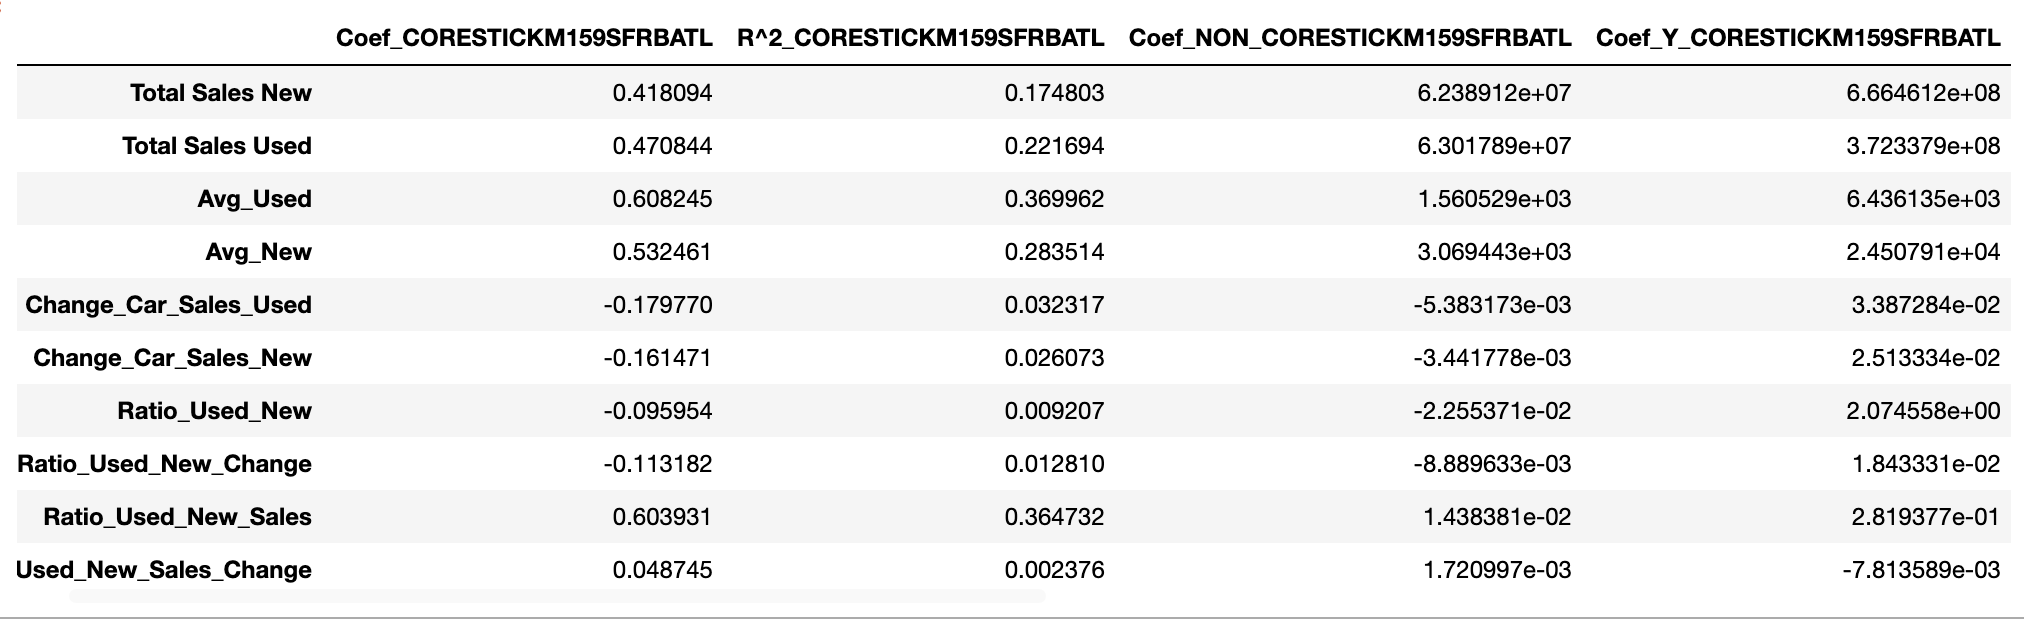 Coef_CORESTICKM159SFRBATL R^2_CORESTICKM159SFRBATL Coef_NON_CORESTICKM159SFRBATL Coef_Y_CORESTICKM159SFRBATL
Total Sales New 0.418094 0.174803 6.238912e+07 6.664612e+08
Total Sales Used 0.470844 0.221694 6.301789e+07 3.723379e+08
Avg_Used 0.608245 0.369962 1.560529e+03 6.436135e+03
Avg_New 0.532461 0.283514 3.069443e+03 2.450791e+04
Change_Car_Sales_Used -0.179770 0.032317 -5.383173e-03 3.387284e-02
Change_Car_Sales_New -0.161471 0.026073 -3.441778e-03 2.513334e-02
Ratio_Used_New -0.095954 0.009207 -2.255371e-02 2.074558e+00
Ratio_Used_New_Change -0.113182 0.012810 -8.889633e-03 1.843331e-02
Ratio_Used_New_Sales 0.603931 0.364732 1.438381e-02 2.819377e-01
Used_New_Sales_Change 0.048745 0.002376 1.720997e-03 -7.813589e-03